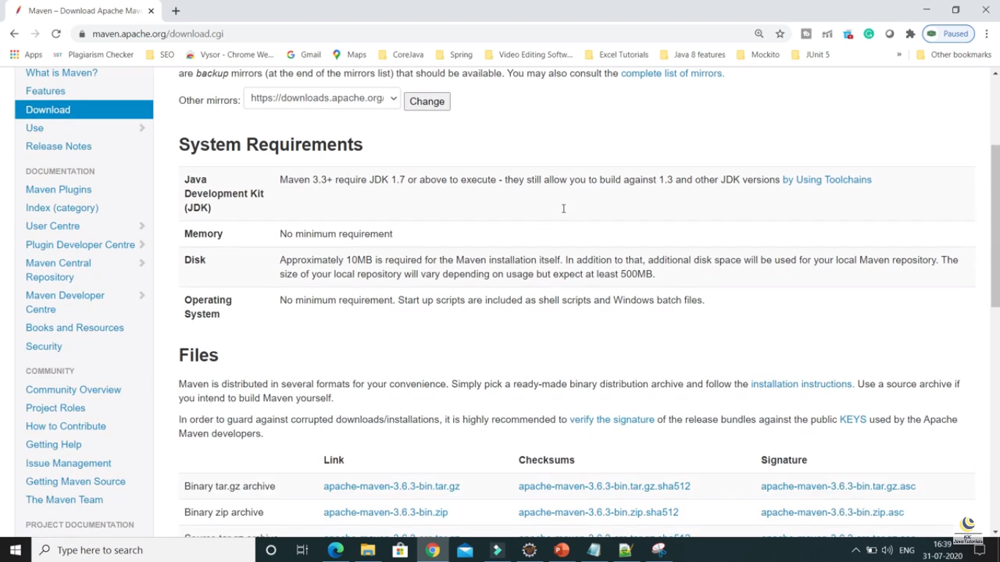 Maven – Download Apache Mav
maven.apache.org/download.cgi
Paused
Apps
SST Plagiarism Checker
SEO
Vysor - Chrome We...
Gmail
Maps
CoreJava
Spring
Video Editing Softw...
Excel Tutorials
Java 8 features
Mockito
JUnit 5
»
Other bookmarks
What is Maven?
Features
Download
Use
Release Notes
DOCUMENTATION
Maven Plugins
Index (category)
User Centre
Plugin Developer Centre
Maven Central
Repository
Maven Developer
Centre
Books and Resources
Security
COMMUNITY
Community Overview
Project Roles
How to Contribute
Getting Help
Issue Management
Getting Maven Source
The Maven Team
PROJECT DOCUMENTATION
are backup mirrors (at the end of the mirrors list) that should be available. You may also consult the complete list of mirrors.
Other mirrors: https://downloads.apache.org/ Change
System Requirements
Java
Development Kit
(JDK)
Maven 3.3+ require JDK 1.7 or above to execute - they still allow you to build against 1.3 and other JDK versions by Using Toolchains
Memory
No minimum requirement
Disk
Approximately 10MB is required for the Maven installation itself. In addition to that, additional disk space will be used for your local Maven repository. The
size of your local repository will vary depending on usage but expect at least 500MB.
Operating
System
No minimum requirement. Start up scripts are included as shell scripts and Windows batch files.
Files
Maven is distributed in several formats for your convenience. Simply pick a ready-made binary distribution archive and follow the installation instructions. Use a source archive if
you intend to build Maven yourself.
In order to guard against corrupted downloads/installations, it is highly recommended to verify the signature of the release bundles against the public KEYS used by the Apache
Maven developers.
Link Checksums Signature
Binary tar.gz archive apache-maven-3.6.3-bin.tar.gz apache-maven-3.6.3-bin.tar.gz.sha512 apache-maven-3.6.3-bin.tar.gz.asc
Binary zip archive apache-maven-3.6.3-bin.zip apache-maven-3.6.3-bin.zip.sha512 apache-maven-3.6.3-bin.zip.asc
KK
JavaTutorials
Type here to search
ENG
16:39
31-07-2020